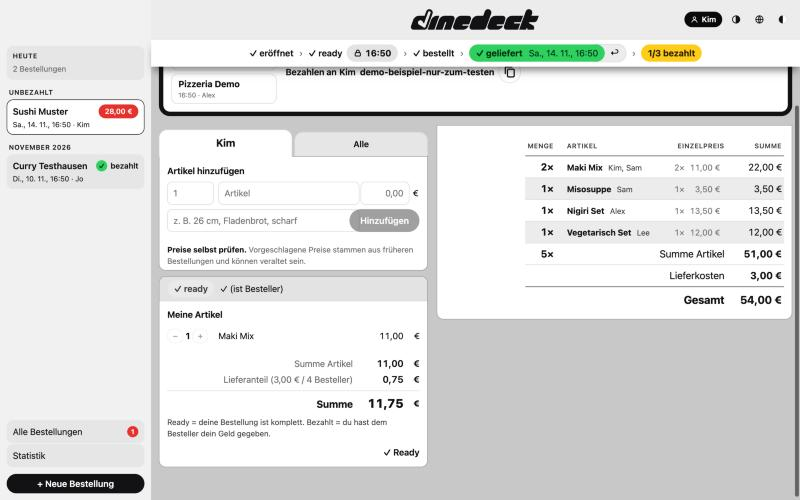 dinedeck
Kim
HEUTE
2 Bestellungen
UNBEZAHLT
Sushi Muster 28,00 €
Sa., 14. 11., 16:50 · Kim
NOVEMBER 2026
Curry Testhausen ✓ bezahlt
Di., 10. 11., 16:50 · Jo
Alle Bestellungen 1
Statistik
+ Neue Bestellung
✓ eröffnet › ✓ ready 16:50 › ✓ bestellt › ✓ geliefert Sa., 14. 11., 16:50 ↩ › 1/3 bezahlt
Bezahlen an Kim demo-beispiel-nur-zum-testen
Pizzeria Demo
16:50 · Alex
Kim Alle
Artikel hinzufügen
1 Artikel 0,00 €
z. B. 26 cm, Fladenbrot, scharf Hinzufügen
Preise selbst prüfen. Vorgeschlagene Preise stammen aus früheren
Bestellungen und können veraltet sein.
✓ ready ✓ (ist Besteller)
Meine Artikel
− 1 + Maki Mix 11,00 €
Summe Artikel 11,00 €
Lieferanteil (3,00 € / 4 Besteller) 0,75 €
Summe 11,75 €
Ready = deine Bestellung ist komplett. Bezahlt = du hast dem
Besteller dein Geld gegeben.
✓ Ready
MENGE ARTIKEL EINZELPREIS SUMME
2× Maki Mix Kim, Sam 2× 11,00 € 22,00 €
1× Misosuppe Sam 1× 3,50 € 3,50 €
1× Nigiri Set Alex 1× 13,50 € 13,50 €
1× Vegetarisch Set Lee 1× 12,00 € 12,00 €
5× Summe Artikel 51,00 €
Lieferkosten 3,00 €
Gesamt 54,00 €